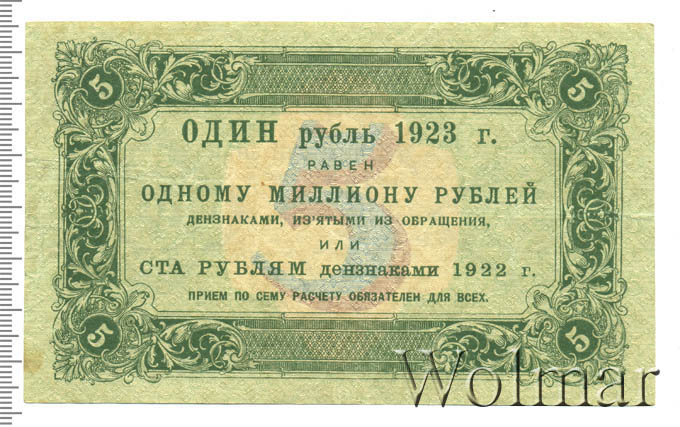 5 5
ОДИН рубль 1923 г.
РАВЕН
ОДНОМУ МИЛЛИОНУ РУБЛЕЙ
ДЕНЗНАКАМИ, ИЗ'ЯТЫМИ ИЗ ОБРАЩЕНИЯ,
5
ИЛИ
СТА РУБЛЯМ дензнаками 1922 г.
ПРИЕМ ПО СЕМУ РАСЧЕТУ ОБЯЗАТЕЛЕН ДЛЯ ВСЕХ.
5 5
Wolmar